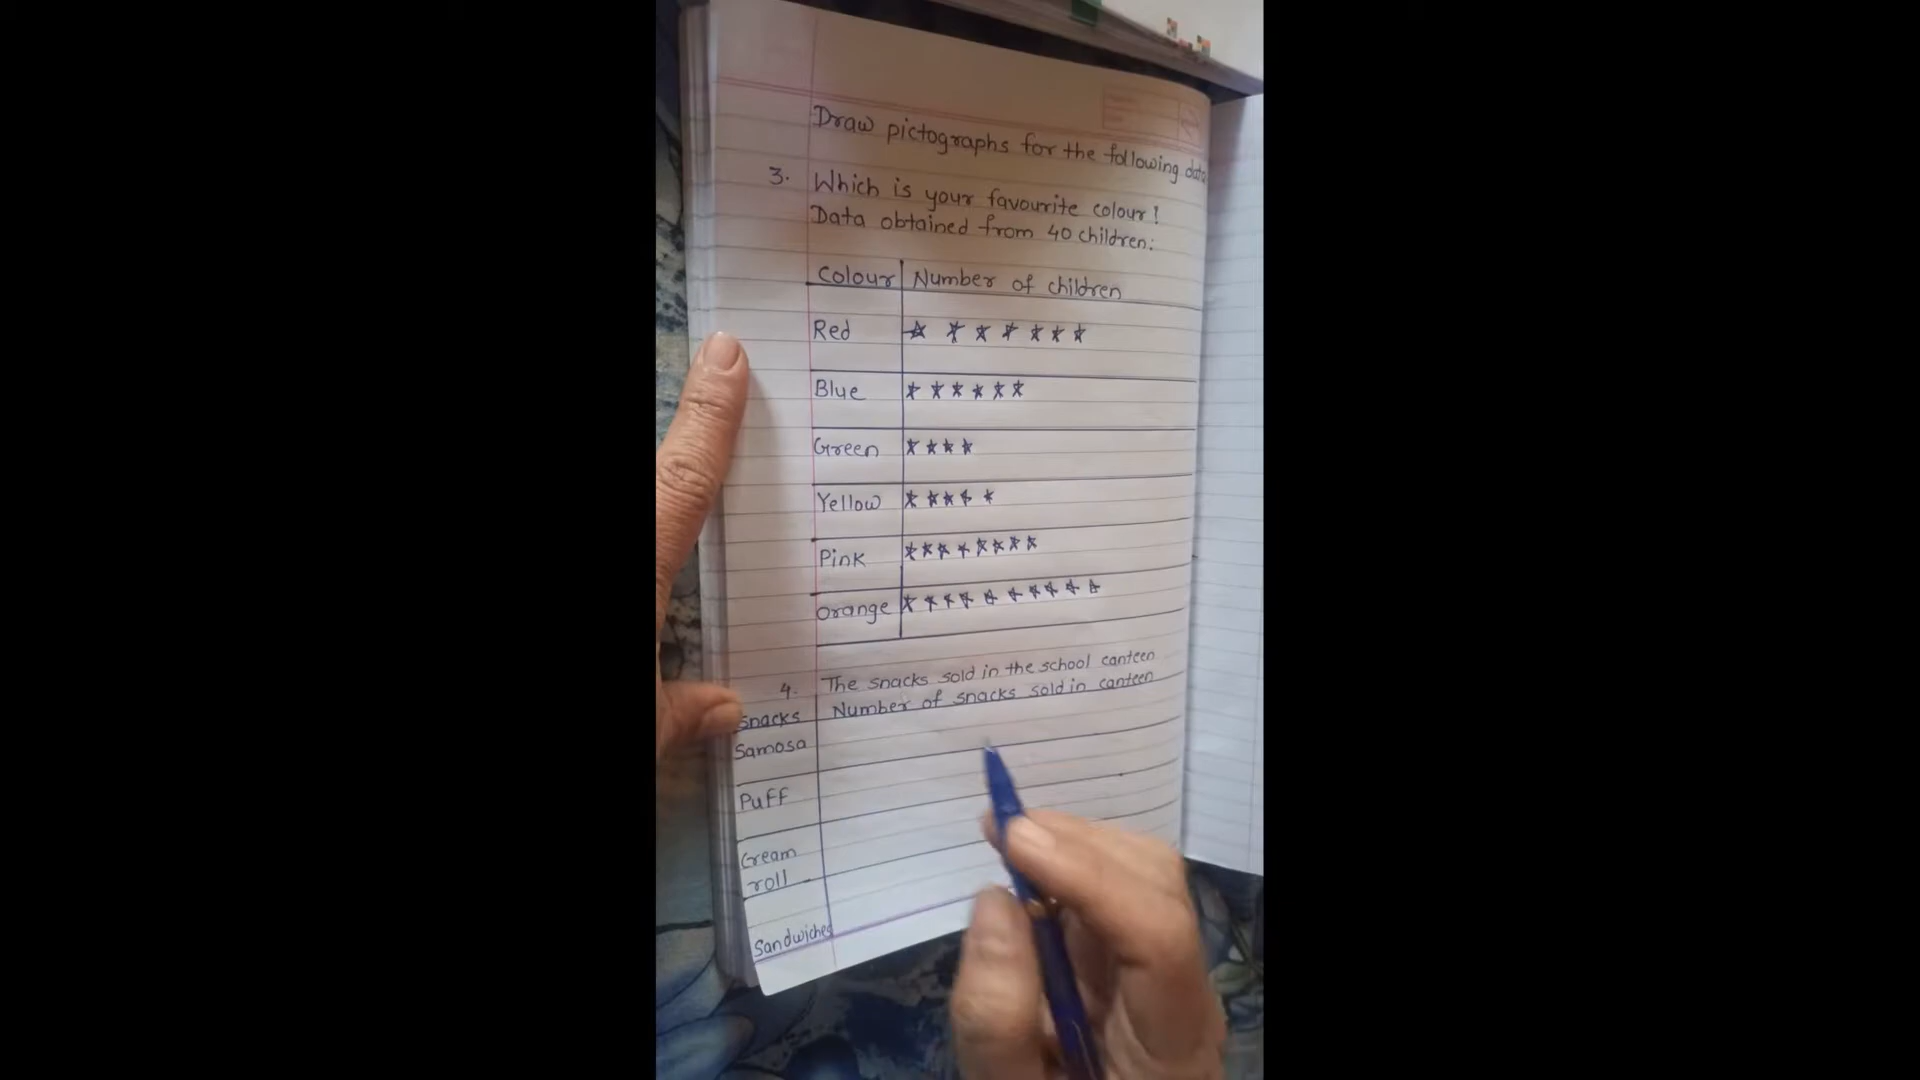 Draw pictographs for the following data
3. Which is your favourite colour!
Data obtained from 40 children:
Colour Number of children
Red
Blue
Green
Yellow
Pink
Orange
4. The snacks sold in the school canteen
Snacks Number of snacks sold in canteen
Samosa
Puff
Cream
roll
Sandwiches